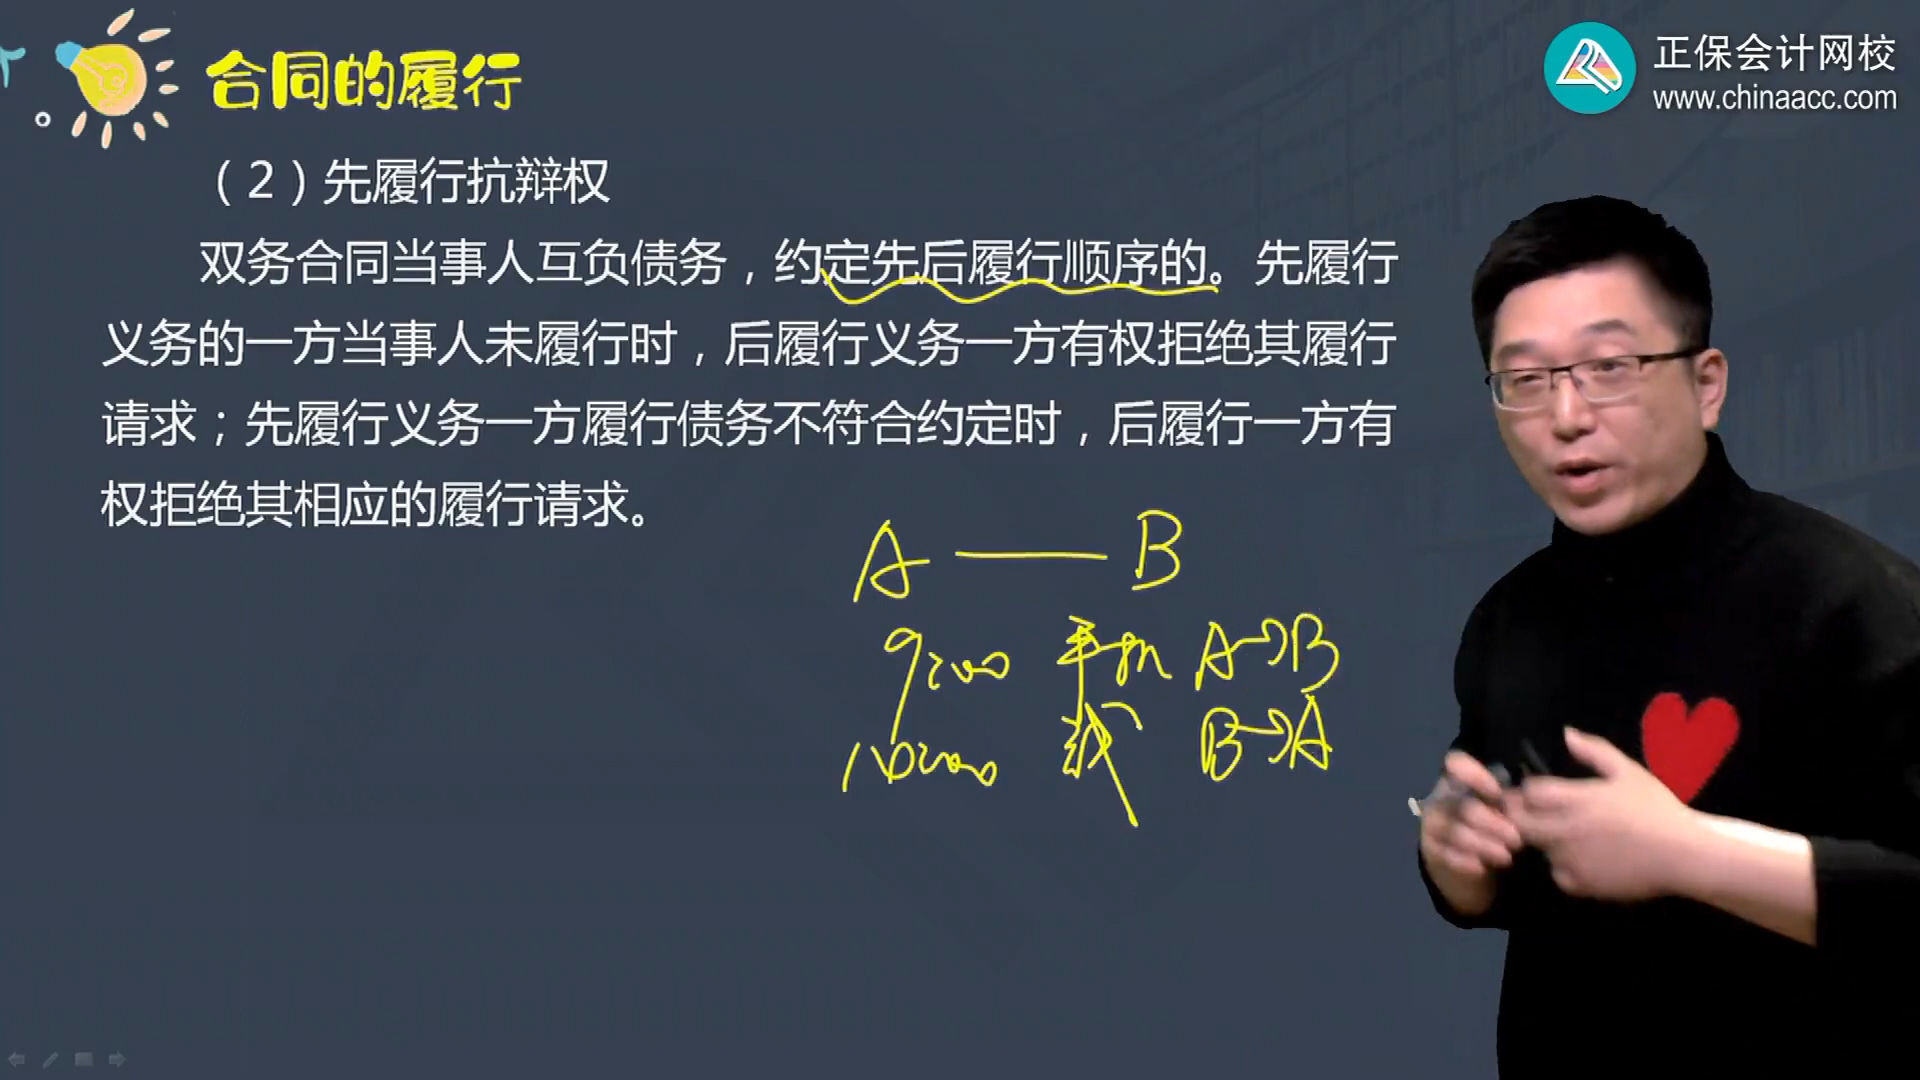 合同的履行
正保会计网校
www.chinaacc.com
（2）先履行抗辩权
双务合同当事人互负债务，约定先后履行顺序的。先履行
义务的一方当事人未履行时，后履行义务一方有权拒绝其履行
请求；先履行义务一方履行债务不符合约定时，后履行一方有
权拒绝其相应的履行请求。
A — B
手机 A→B
钱 B→A